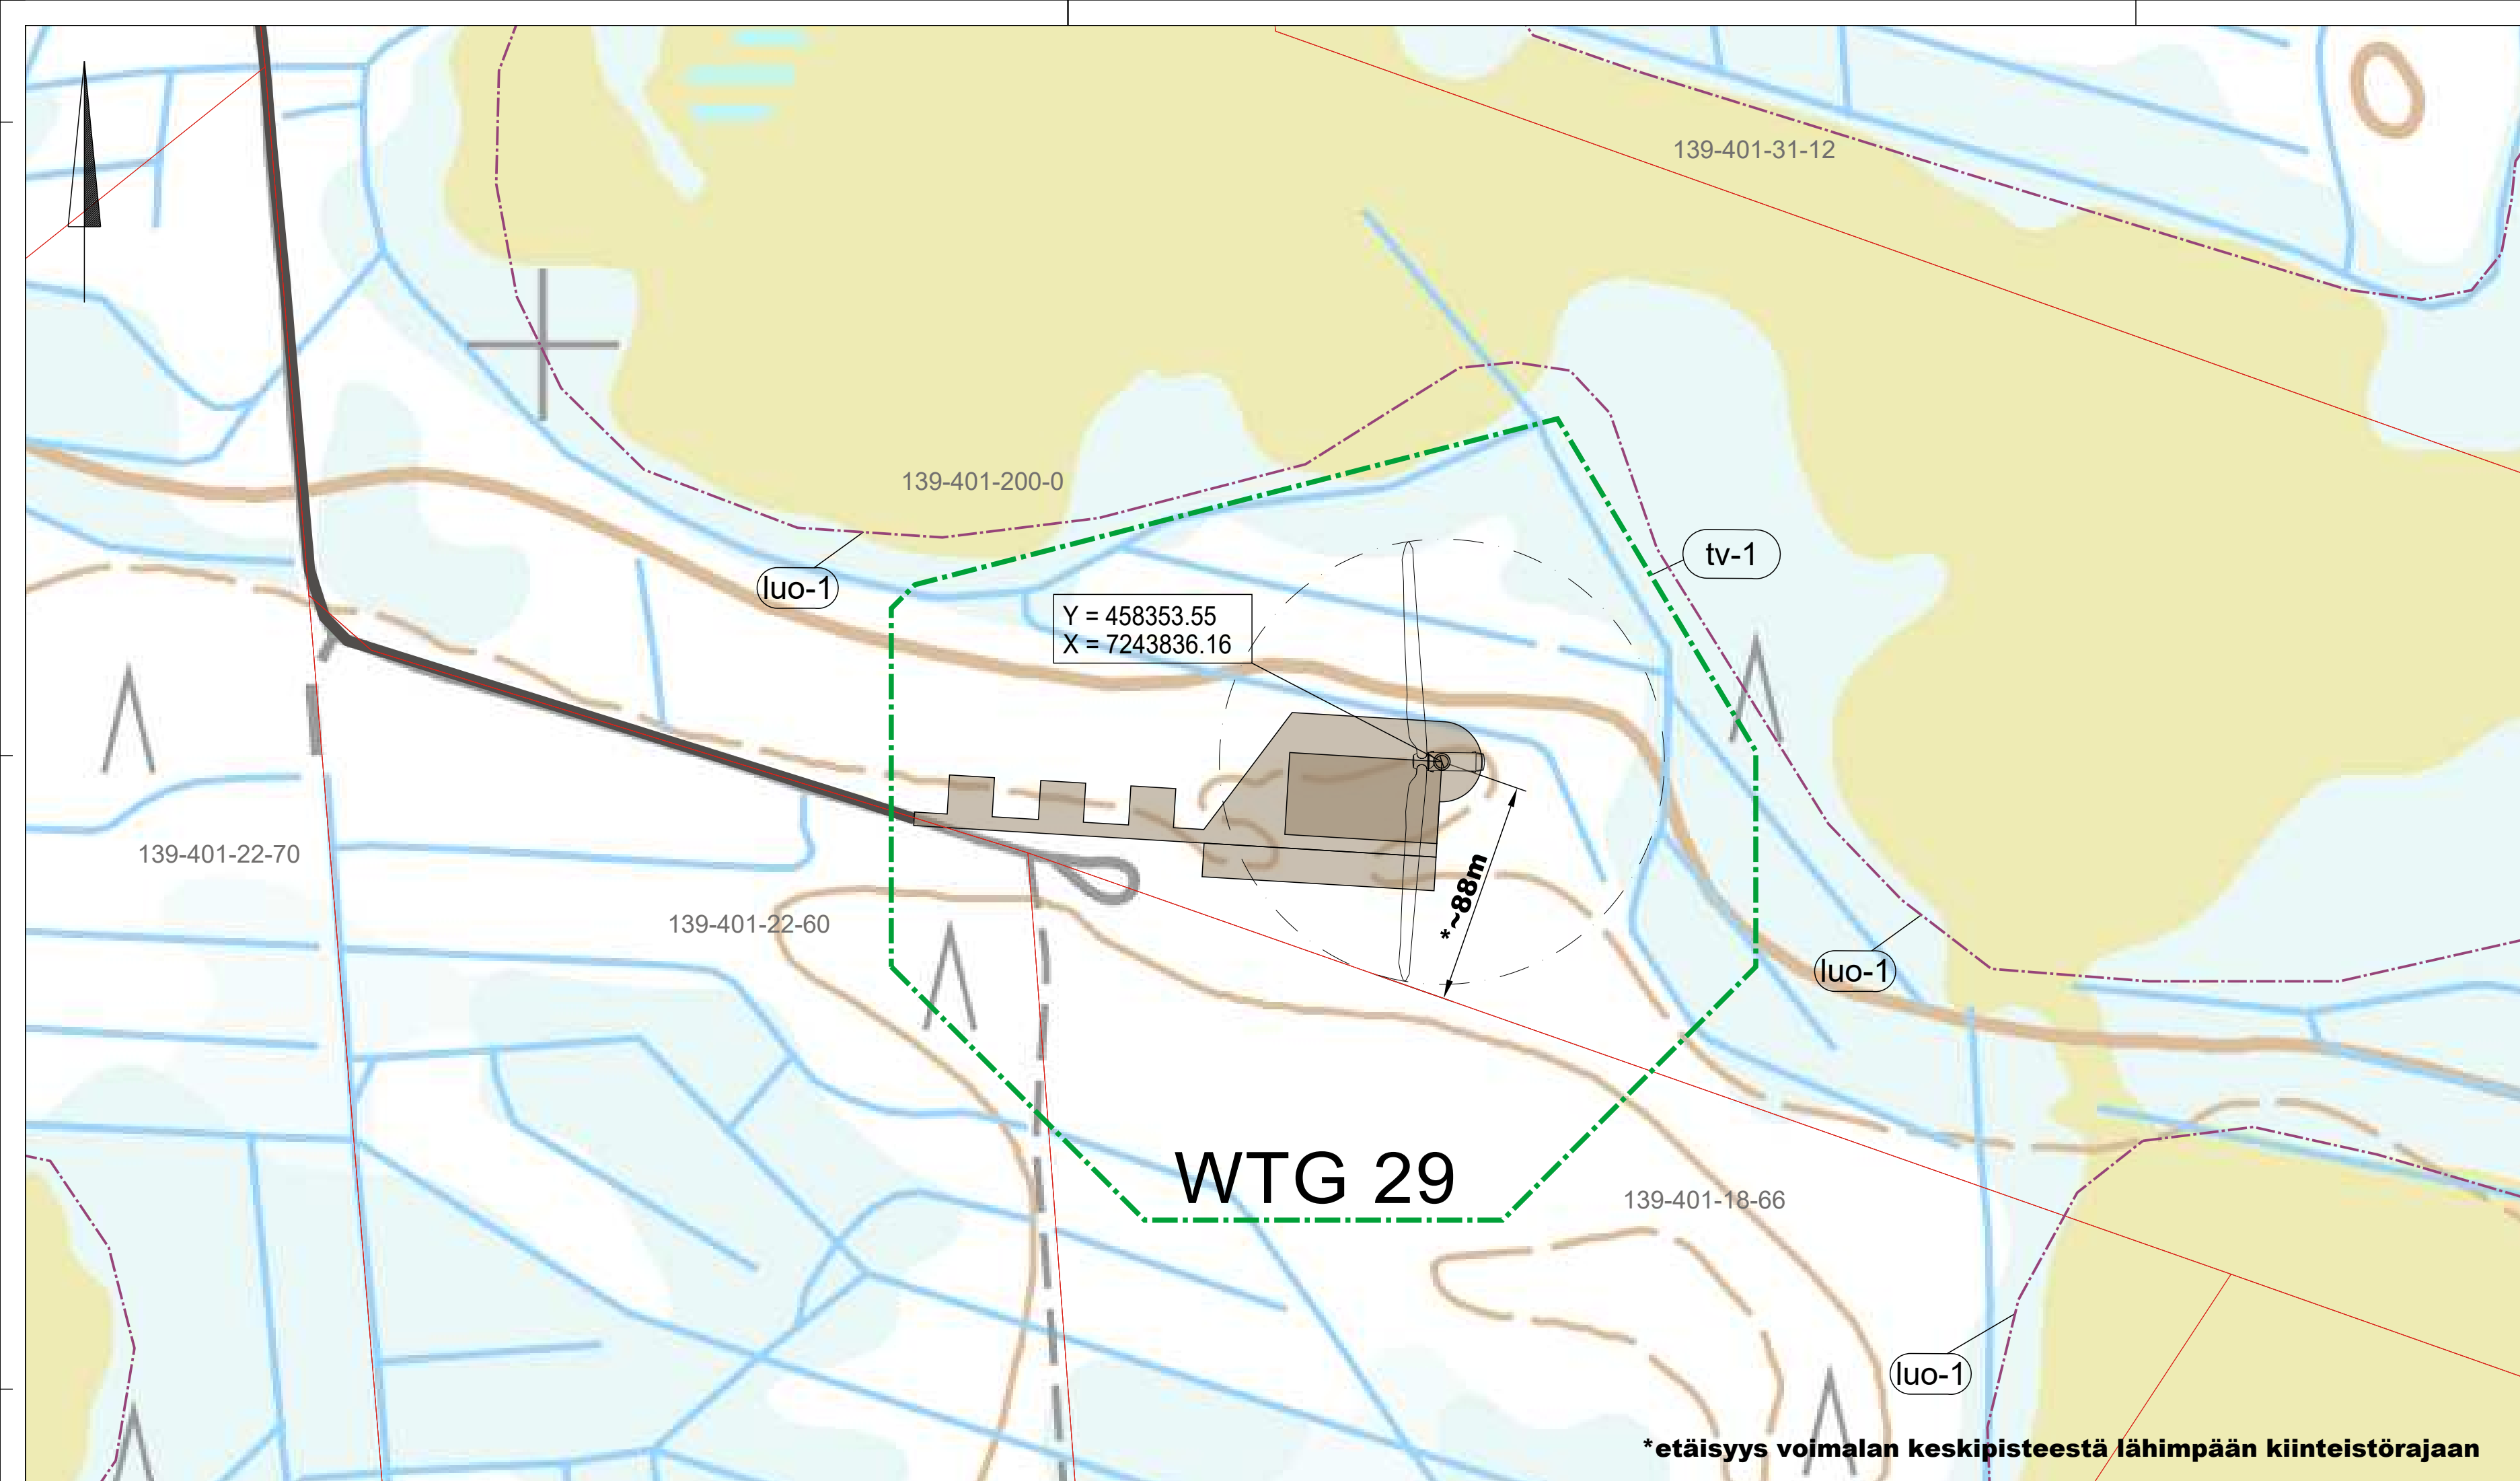 139-401-31-12
139-401-200-0
tv-1
luo-1
Y = 458353.55
X = 7243836.16
139-401-22-70
*~88m
139-401-22-60
luo-1
WTG 29
139-401-18-66
luo-1
*etäisyys voimalan keskipisteestä lähimpään kiinteistörajaan